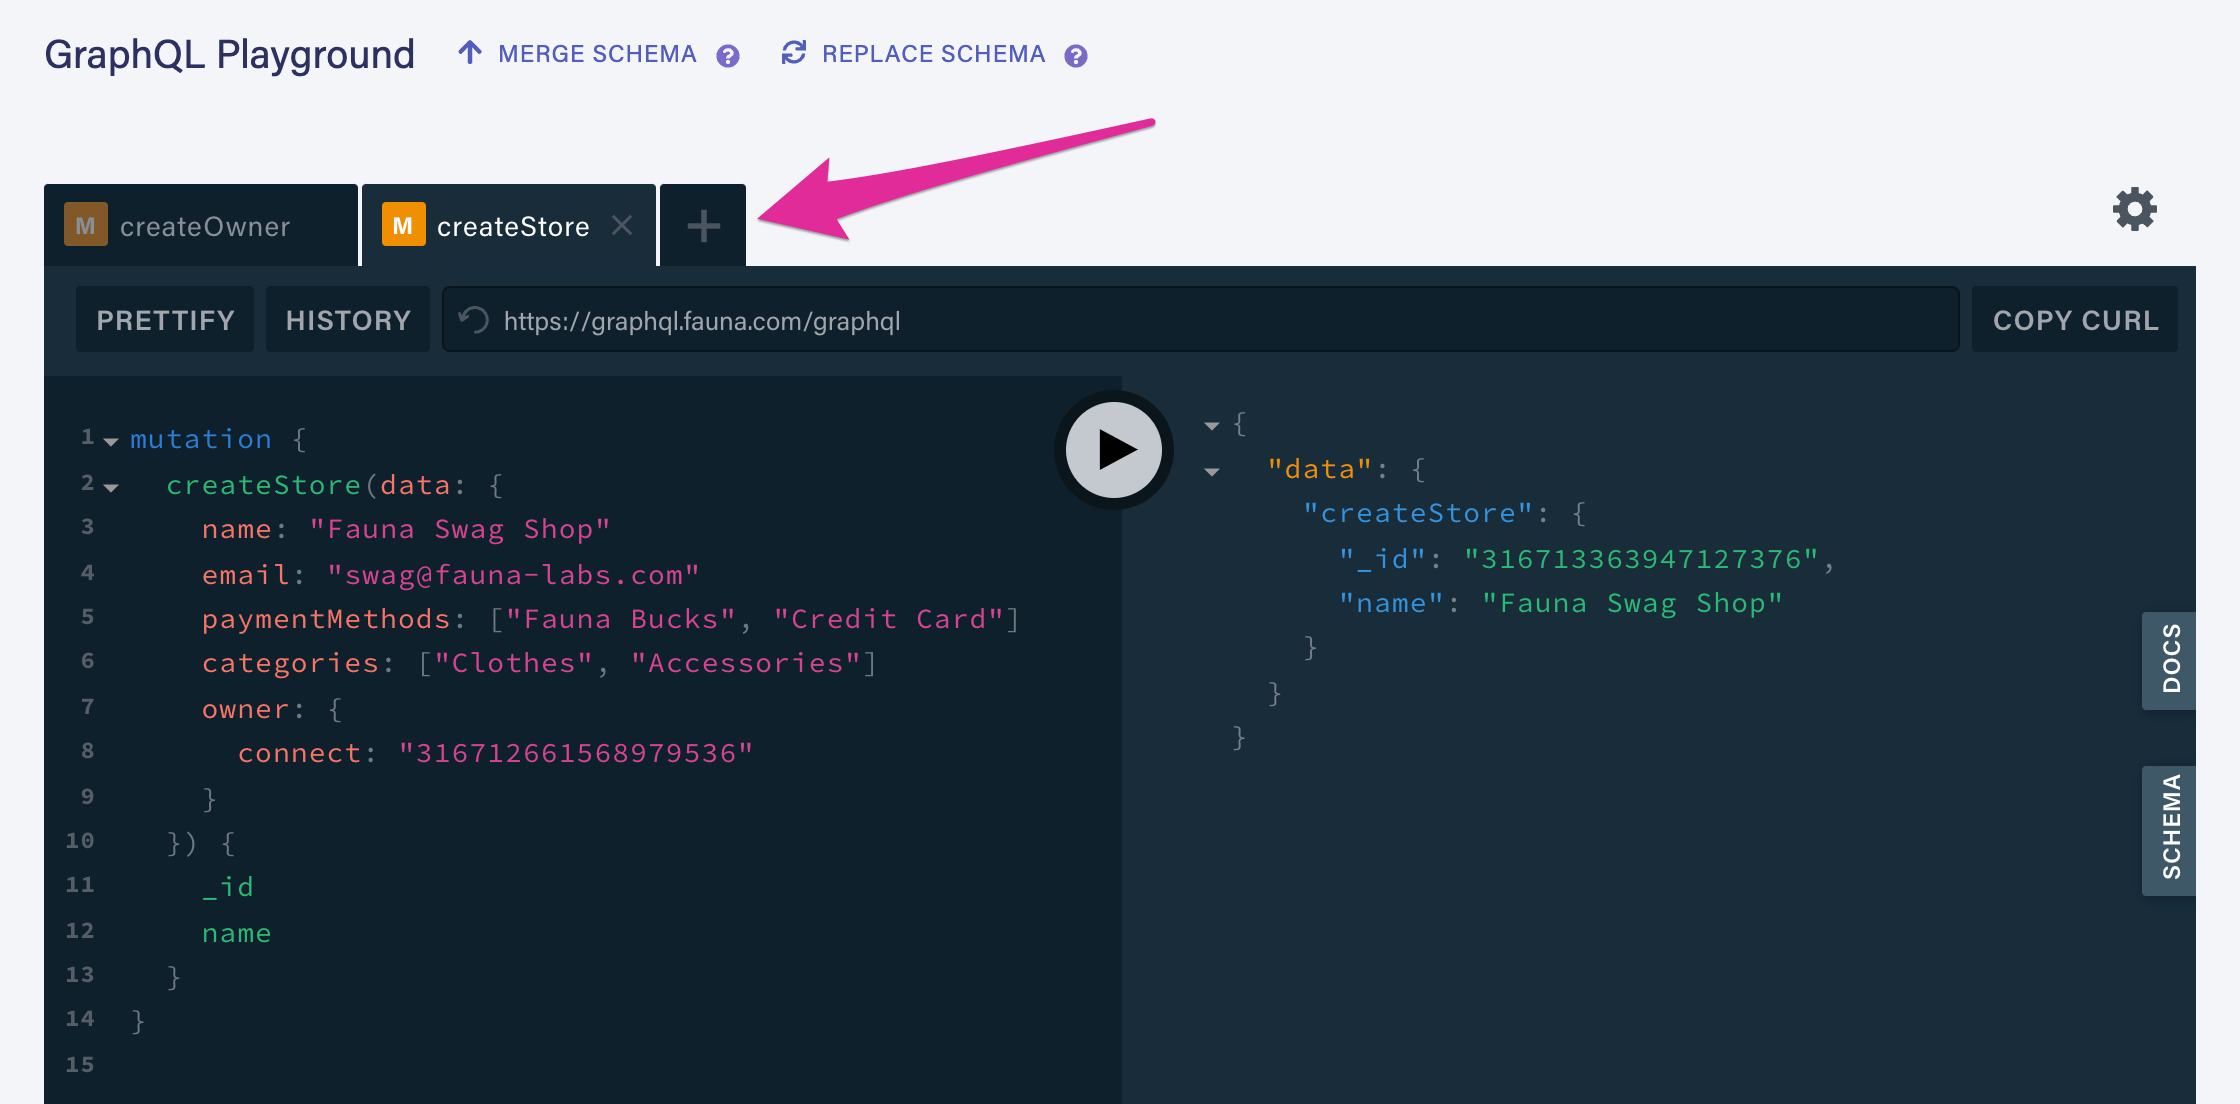 GraphQL Playground MERGE SCHEMA ? REPLACE SCHEMA ?
M createOwner M createStore
PRETTIFY HISTORY https://graphql.fauna.com/graphql COPY CURL
1 mutation {
2 createStore(data: {
3 name: "Fauna Swag Shop"
4 email: "swag@fauna-labs.com"
5 paymentMethods: ["Fauna Bucks", "Credit Card"]
6 categories: ["Clothes", "Accessories"]
7 owner: {
8 connect: "316712661568979536"
9 }
10 }) {
11 _id
12 name
13 }
14 }
15
{
"data": {
"createStore": {
"_id": "316713363947127376",
"name": "Fauna Swag Shop"
}
}
}
DOCS
SCHEMA